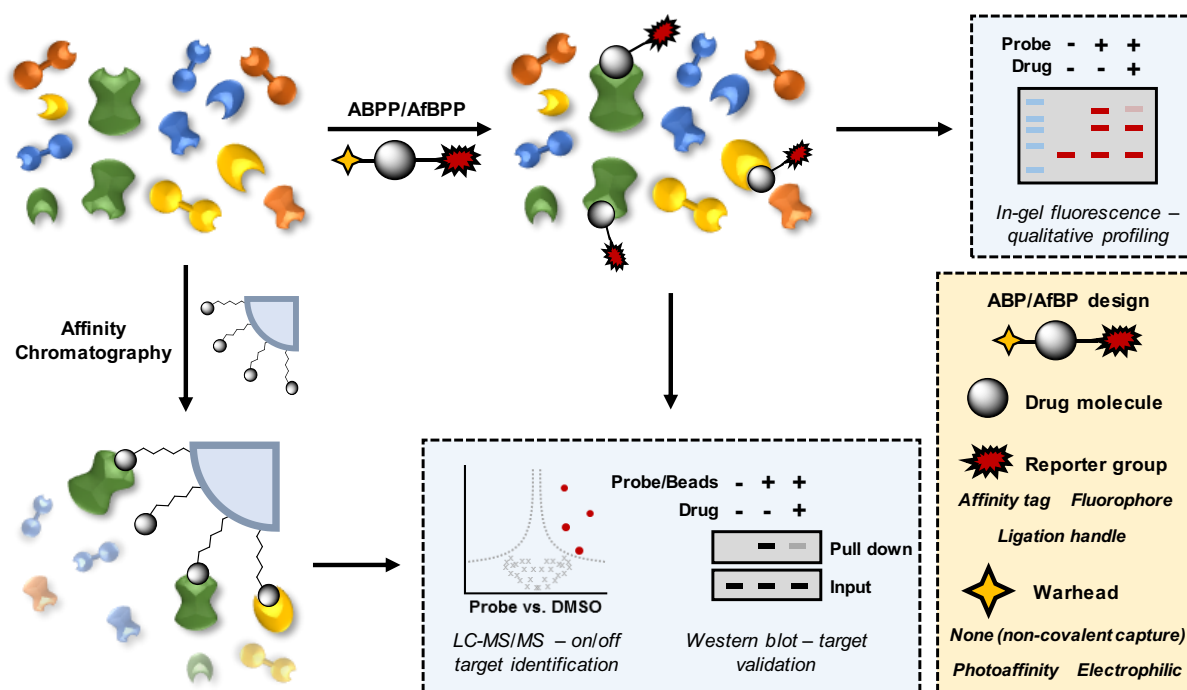 ABPP/AfBPP
Probe - + +
Drug - - +
In-gel fluorescence –
qualitative profiling
Affinity
Chromatography
ABP/AfBP design
Drug molecule
Reporter group
Affinity tag Fluorophore
Ligation handle
Warhead
None (non-covalent capture)
Photoaffinity Electrophilic
Probe vs. DMSO
LC-MS/MS – on/off
target identification
Probe/Beads - + +
Drug - - +
Pull down
Input
Western blot – target
validation